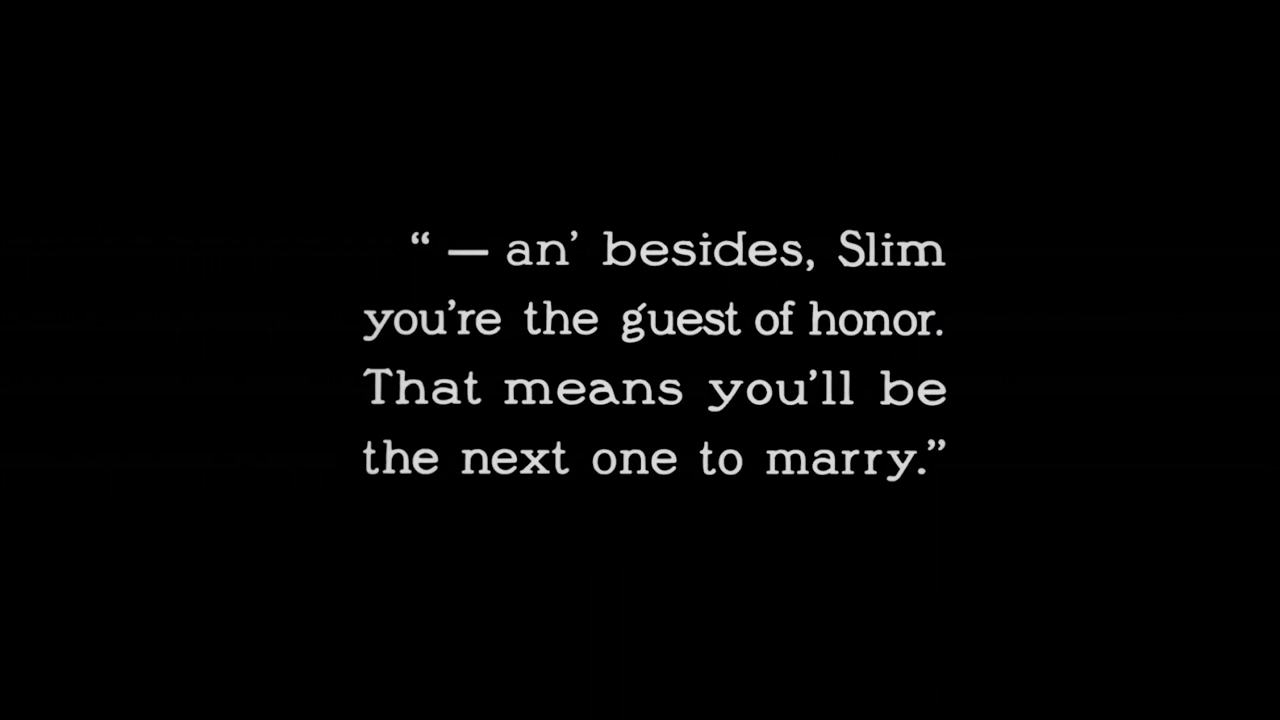 “ — an’ besides, Slim
you’re the guest of honor.
That means you’ll be
the next one to marry.”